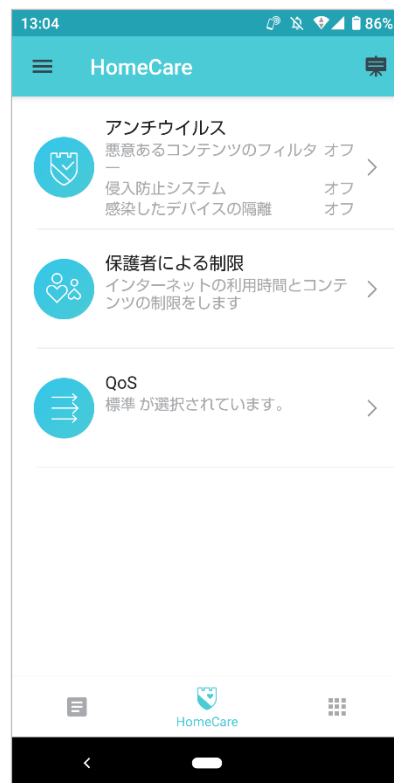 13:04 86%
HomeCare
アンチウイルス
悪意あるコンテンツのフィルタ オフ
ー
侵入防止システム オフ
感染したデバイスの隔離 オフ
保護者による制限
インターネットの利用時間とコンテ
ンツの制限をします
QoS
標準 が選択されています。
HomeCare